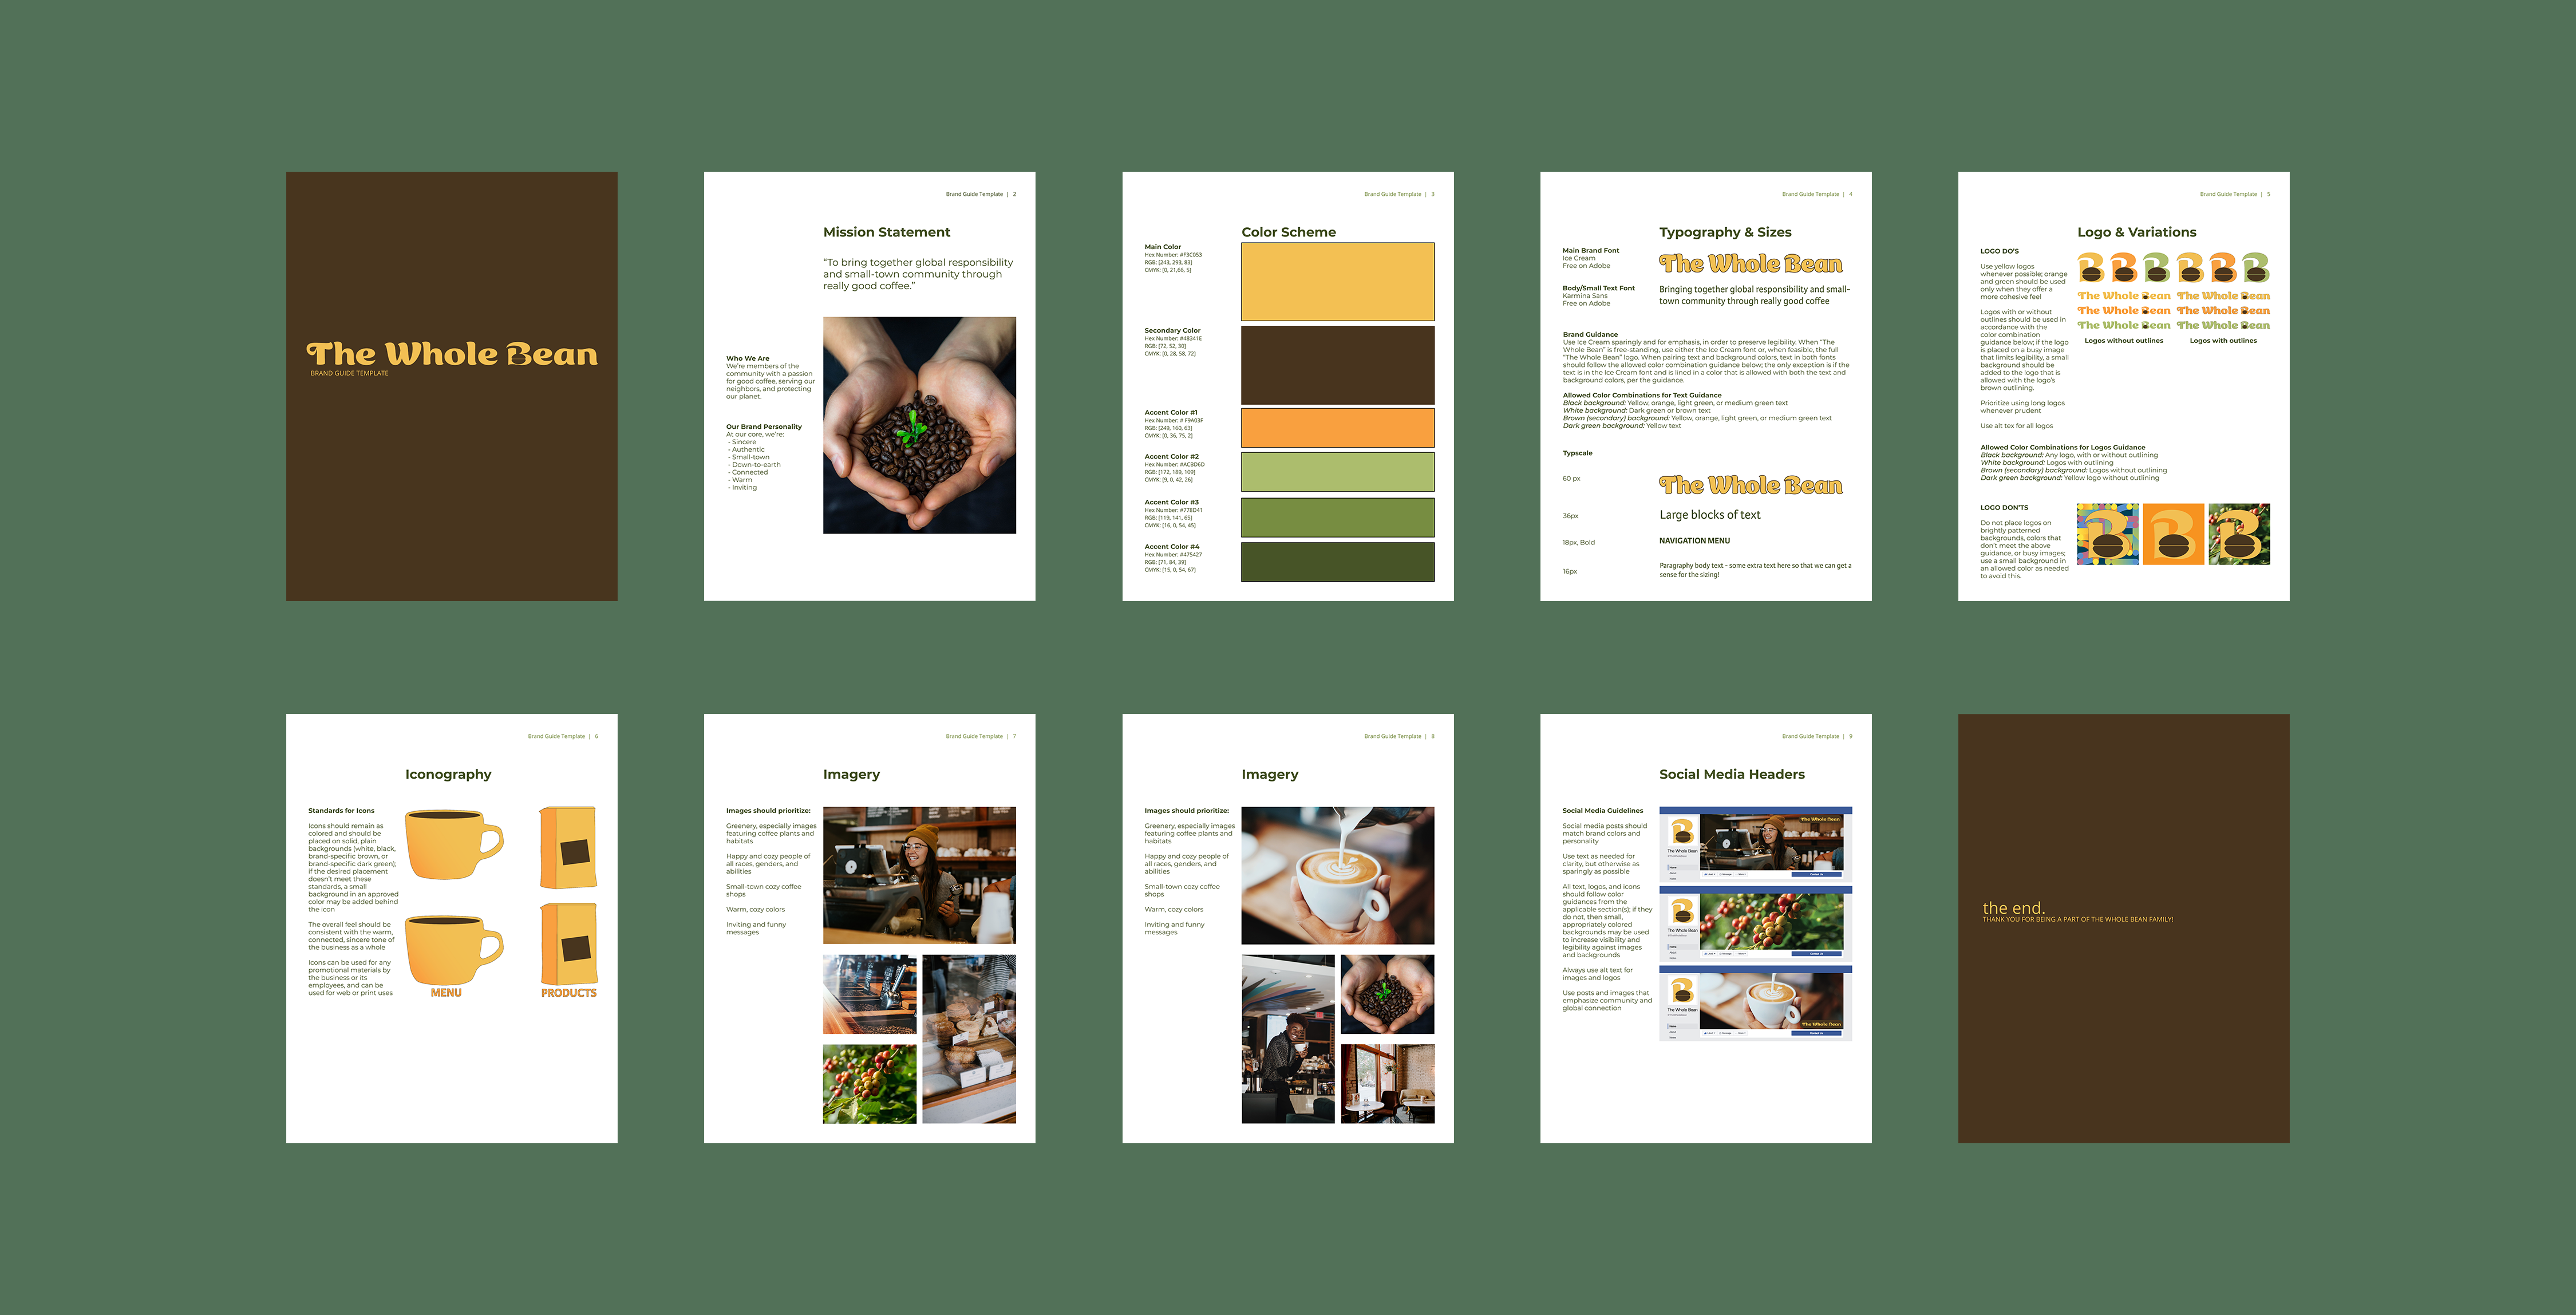 The Whole Bean
BRAND GUIDE TEMPLATE
Brand Guide Template | 2
Mission Statement
“To bring together global responsibility
and small-town community through
really good coffee.”
Who We Are
We’re members of the
community with a passion
for good coffee, serving our
neighbors, and protecting
our planet.
Our Brand Personality
At our core, we’re:
- Sincere
- Authentic
- Small-town
- Down-to-earth
- Connected
- Warm
- Inviting
Brand Guide Template | 3
Color Scheme
Main Color
Hex Number: #F3C053
RGB: [243, 293, 83]
CMYK: [0, 21,66, 5]
Secondary Color
Hex Number: #48341E
RGB: [72, 52, 30]
CMYK: [0, 28, 58, 72]
Accent Color #1
Hex Number: # F9A03F
RGB: [249, 160, 63]
CMYK: [0, 36, 75, 2]
Accent Color #2
Hex Number: #ACBD6D
RGB: [172, 189, 109]
CMYK: [9, 0, 42, 26]
Accent Color #3
Hex Number: #778D41
RGB: [119, 141, 65]
CMYK: [16, 0, 54, 45]
Accent Color #4
Hex Number: #475427
RGB: [71, 84, 39]
CMYK: [15, 0, 54, 67]
Brand Guide Template | 4
Typography & Sizes
Main Brand Font
Ice Cream
Free on Adobe
The Whole Bean
Body/Small Text Font
Karmina Sans
Free on Adobe
Bringing together global responsibility and small-
town community through really good coffee
Brand Guidance
Use Ice Cream sparingly and for emphasis, in order to preserve legibility. When “The
Whole Bean” is free-standing, use either the Ice Cream font or, when feasible, the full
“The Whole Bean” logo. When pairing text and background colors, text in both fonts
should follow the allowed color combination guidance below; the only exception is if the
text is in the Ice Cream font and is lined in a color that is allowed with both the text and
background colors, per the guidance.
Allowed Color Combinations for Text Guidance
Black background: Yellow, orange, light green, or medium green text
White background: Dark green or brown text
Brown (secondary) background: Yellow, orange, light green, or medium green text
Dark green background: Yellow text
Typscale
60 px
The Whole Bean
36px
Large blocks of text
18px, Bold
NAVIGATION MENU
16px
Paragraphy body text - some extra text here so that we can get a
sense for the sizing!
Brand Guide Template | 5
Logo & Variations
LOGO DO’S
Use yellow logos
whenever possible; orange
and green should be used
only when they offer a
more cohesive feel
Logos with or without
outlines should be used in
accordance with the
color combination
guidance below; if the logo
is placed on a busy image
that limits legibility, a small
background should be
added to the logo that is
allowed with the logo’s
brown outlining.
Prioritize using long logos
whenever prudent
Use alt tex for all logos
B B B B B B
The Whole Bean The Whole Bean
The Whole Bean The Whole Bean
The Whole Bean The Whole Bean
Logos without outlines
Logos with outlines
Allowed Color Combinations for Logos Guidance
Black background: Any logo, with or without outlining
White background: Logos with outlining
Brown (secondary) background: Logos without outlining
Dark green background: Yellow logo without outlining
LOGO DON’TS
Do not place logos on
brightly patterned
backgrounds, colors that
don’t meet the above
guidance, or busy images;
use a small background in
an allowed color as needed
to avoid this.
B B B
Brand Guide Template | 6
Iconography
Standards for Icons
Icons should remain as
colored and should be
placed on solid, plain
backgrounds (white, black,
brand-specific brown, or
brand-specific dark green);
if the desired placement
doesn’t meet these
standards, a small
background in an approved
color may be added behind
the icon
The overall feel should be
consistent with the warm,
connected, sincere tone of
the business as a whole
Icons can be used for any
promotional materials by
the business or its
employees, and can be
used for web or print uses
MENU
PRODUCTS
Brand Guide Template | 7
Imagery
Images should prioritize:
Greenery, especially images
featuring coffee plants and
habitats
Happy and cozy people of
all races, genders, and
abilities
Small-town cozy coffee
shops
Warm, cozy colors
Inviting and funny
messages
Brand Guide Template | 8
Imagery
Images should prioritize:
Greenery, especially images
featuring coffee plants and
habitats
Happy and cozy people of
all races, genders, and
abilities
Small-town cozy coffee
shops
Warm, cozy colors
Inviting and funny
messages
Brand Guide Template | 9
Social Media Headers
Social Media Guidelines
Social media posts should
match brand colors and
personality
Use text as needed for
clarity, but otherwise as
sparingly as possible
All text, logos, and icons
should follow color
guidances from the
applicable section(s); if they
do not, then small,
appropriately colored
backgrounds may be used
to increase visibility and
legibility against images
and backgrounds
Always use alt text for
images and logos
Use posts and images that
emphasize community and
global connection
The Whole Bean
B
The Whole Bean
B
The Whole Bean
B
The Whole Bean
The Whole Bean
the end.
THANK YOU FOR BEING A PART OF THE WHOLE BEAN FAMILY!